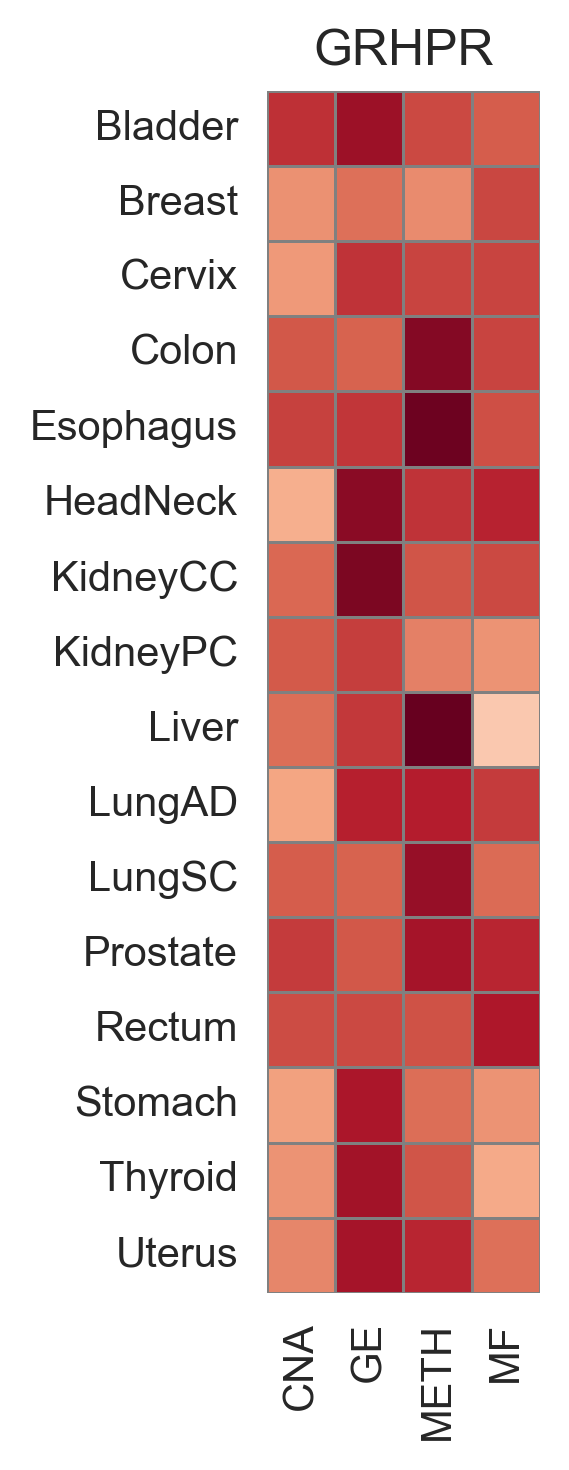 GRHPR
Bladder
Breast
Cervix
Colon
Esophagus
HeadNeck
KidneyCC
KidneyPC
Liver
LungAD
LungSC
Prostate
Rectum
Stomach
Thyroid
Uterus
CNA
GE
METH
MF